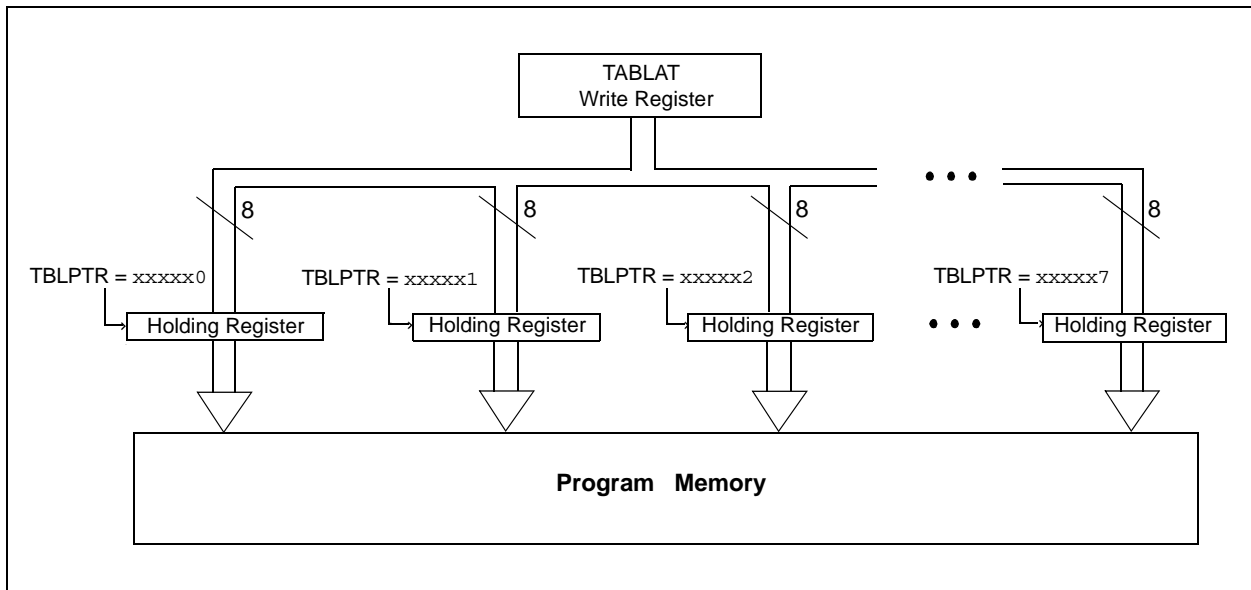 TABLAT
Write Register
8
8
8
8
TBLPTR = xxxxx0
TBLPTR = xxxxx1
TBLPTR = xxxxx2
TBLPTR = xxxxx7
Holding Register
Holding Register
Holding Register
Holding Register
Program Memory